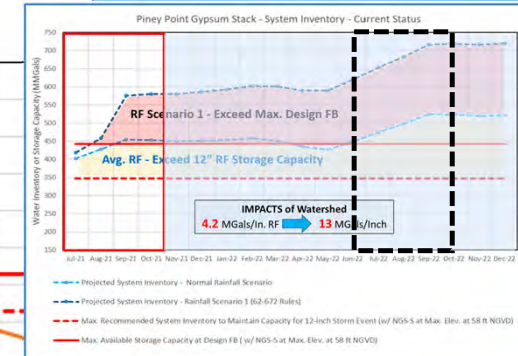 Piney Point Gypsum Stack - System Inventory - Current Status
Water Inventory or Storage Capacity (MMGals)
750
700
650
600
550
500
450
400
350
300
250
200
150
RF Scenario 1 - Exceed Max. Design FB
Avg. RF - Exceed 12" RF Storage Capacity
IMPACTS of Watershed
4.2 MGals/In. RF 13 MGals/Inch
Jul-21 Aug-21 Sep-21 Oct-21 Nov-21 Dec-21 Jan-22 Feb-22 Mar-22 Apr-22 May-22 Jun-22 Jul-22 Aug-22 Sep-22 Oct-22 Nov-22 Dec-22
Projected System Inventory - Normal Rainfall Scenario
Projected System Inventory - Rainfall Scenario 1 (62-672 Rules)
Max. Recommended System Inventory to Maintain Capacity for 12-Inch Storm Event (w/ NGS-S at Max. Elev. at 58 ft NGVD)
Max. Available Storage Capacity at Design FB ( w/ NGS-S at Max. Elev. at 58 ft NGVD)